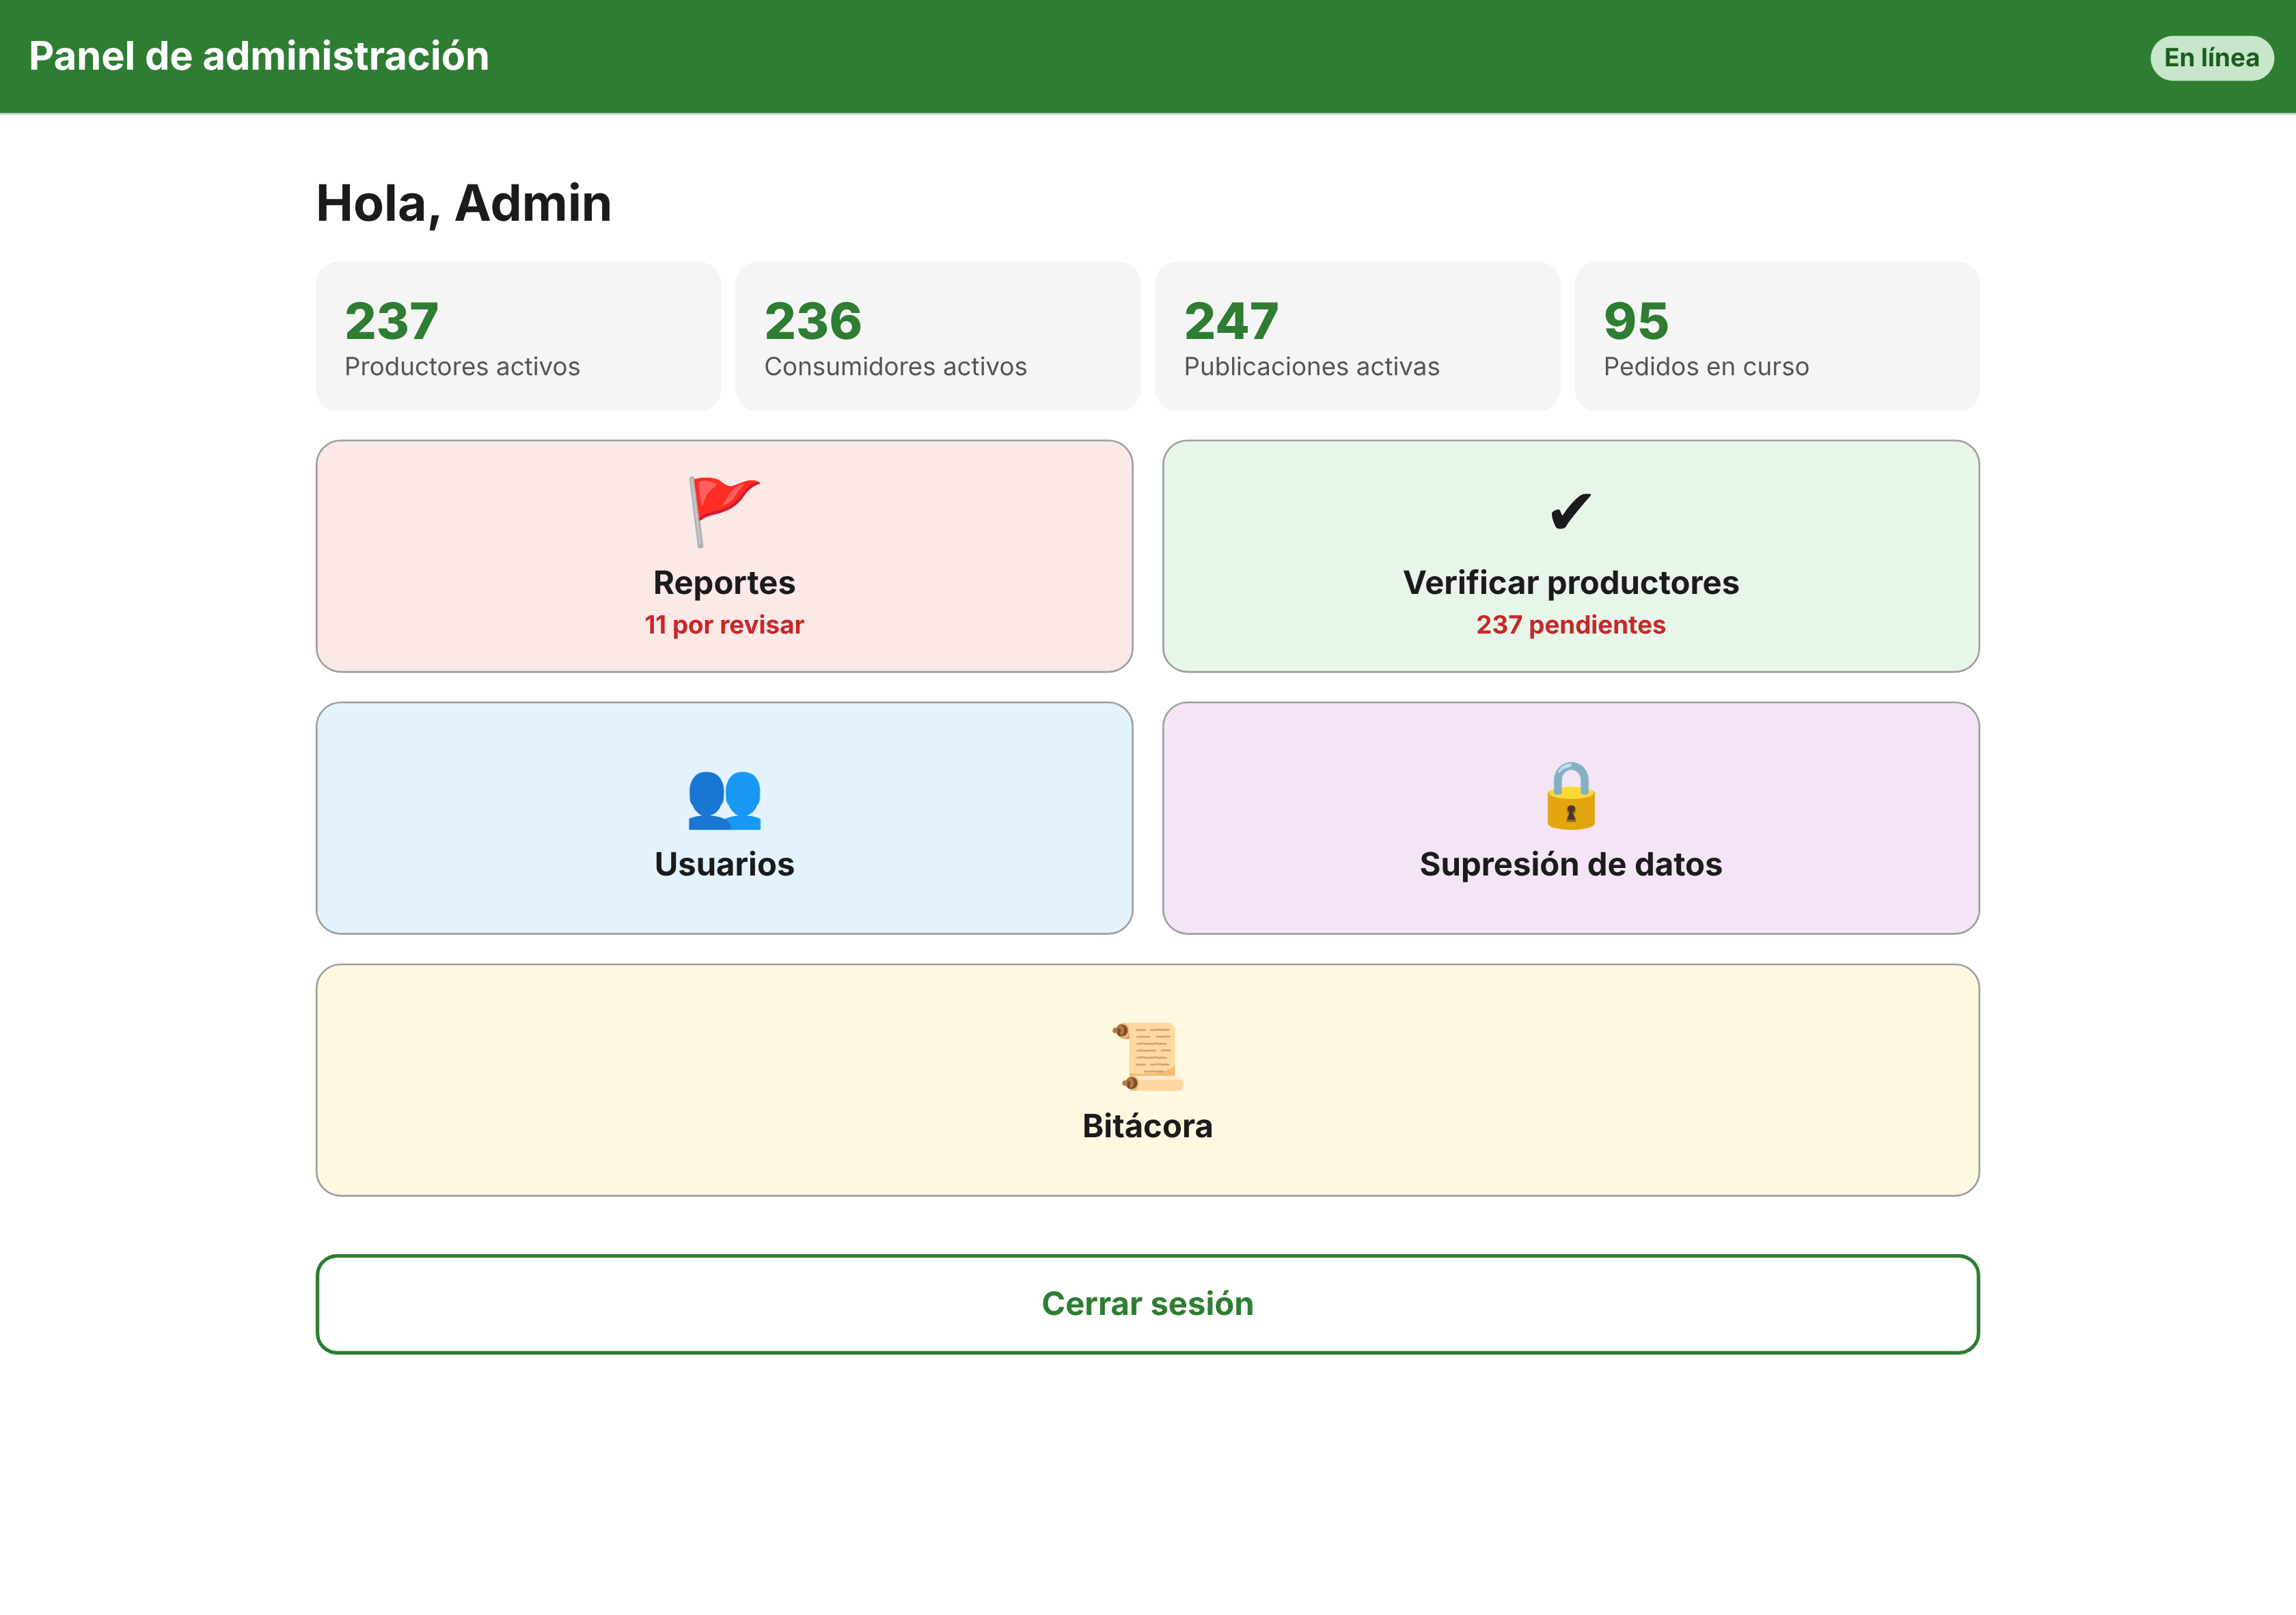 Panel de administración
En línea
Hola, Admin
237
Productores activos
236
Consumidores activos
247
Publicaciones activas
95
Pedidos en curso
Reportes
11 por revisar
Verificar productores
237 pendientes
Usuarios
Supresión de datos
Bitácora
Cerrar sesión